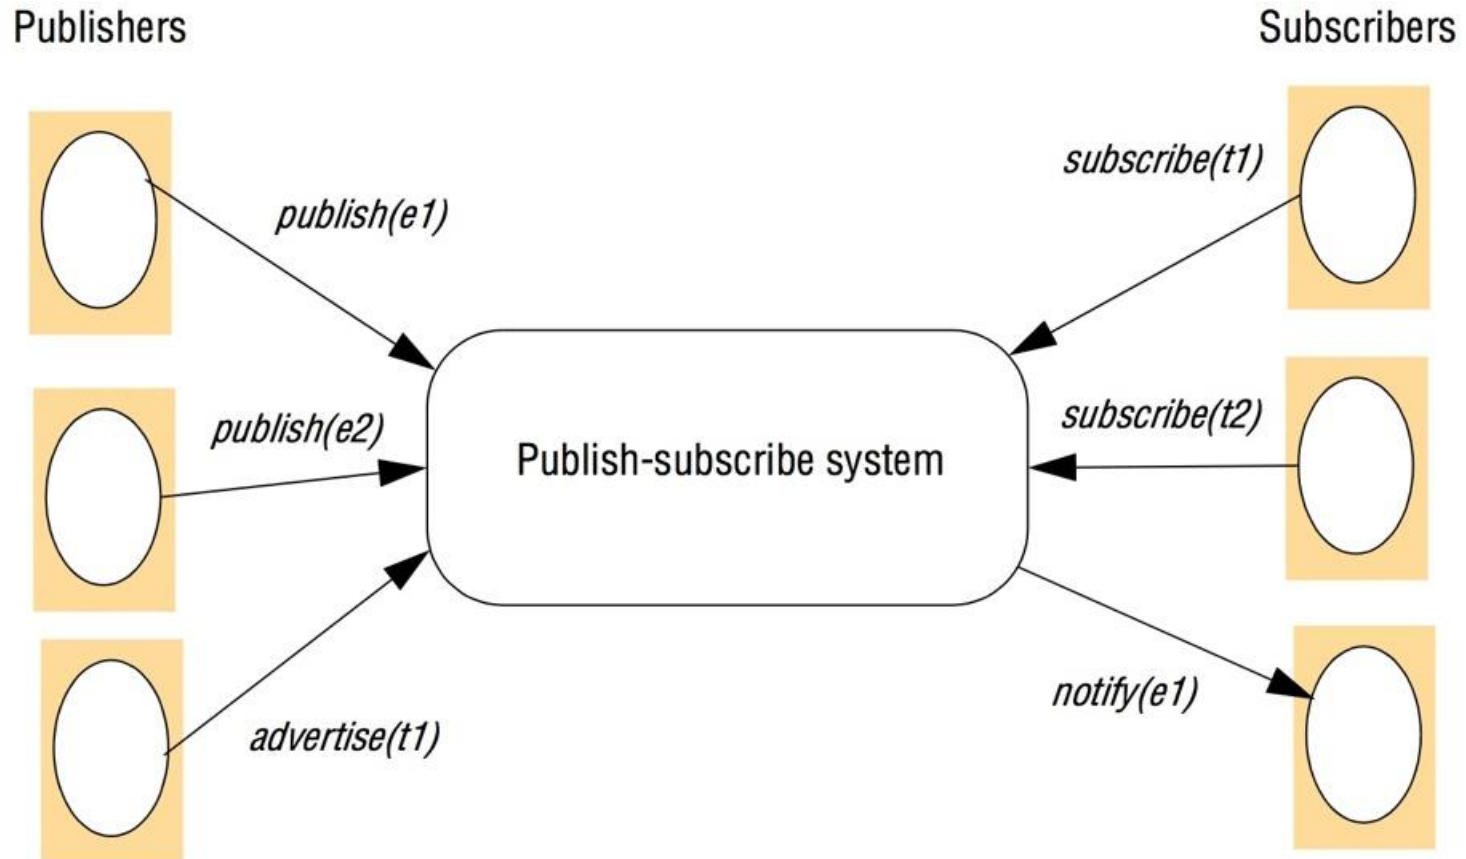 Publishers
Subscribers
subscribe(t1)
publish(e1)
publish(e2)
subscribe(t2)
Publish-subscribe system
notify(e1)
advertise(t1)